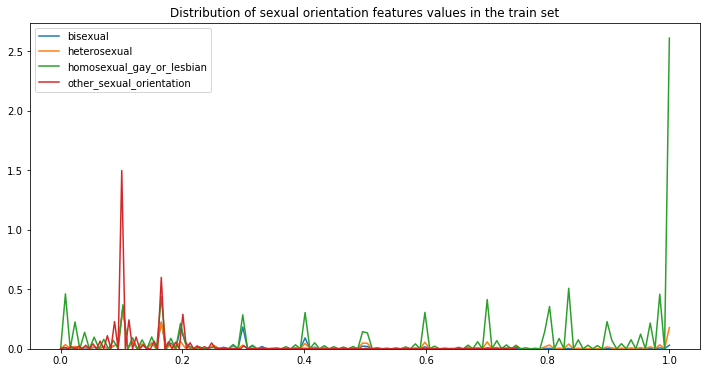 Distribution of sexual orientation features values in the train set
bisexual
heterosexual
homosexual_gay_or_lesbian
other_sexual_orientation
2.5
2.0
1.5
1.0
0.5
0.0
0.0 0.2 0.4 0.6 0.8 1.0